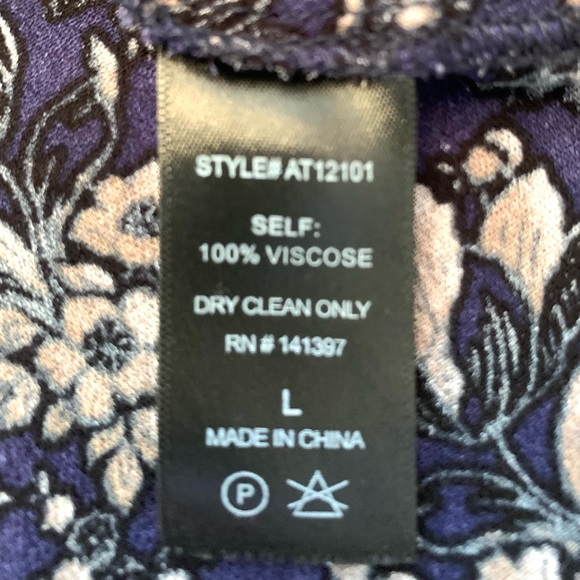 STYLE# AT12101
SELF:
100% VISCOSE
DRY CLEAN ONLY
RN # 141397
L
MADE IN CHINA
P